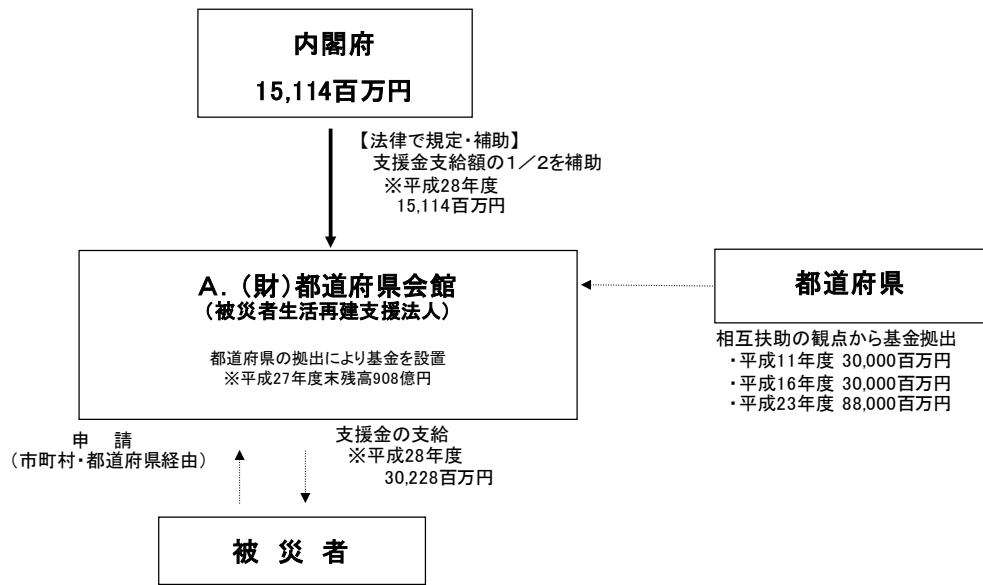 内閣府
15,114百万円
【法律で規定・補助】
支援金支給額の1/2を補助
※平成28年度
15,114百万円
A. (財)都道府県会館
(被災者生活再建支援法人)
都道府県の拠出により基金を設置
※平成27年度末残高908億円
都道府県
相互扶助の観点から基金拠出
・平成11年度 30,000百万円
・平成16年度 30,000百万円
・平成23年度 88,000百万円
申 請
(市町村・都道府県経由)
支援金の支給
※平成28年度
30,228百万円
被 災 者